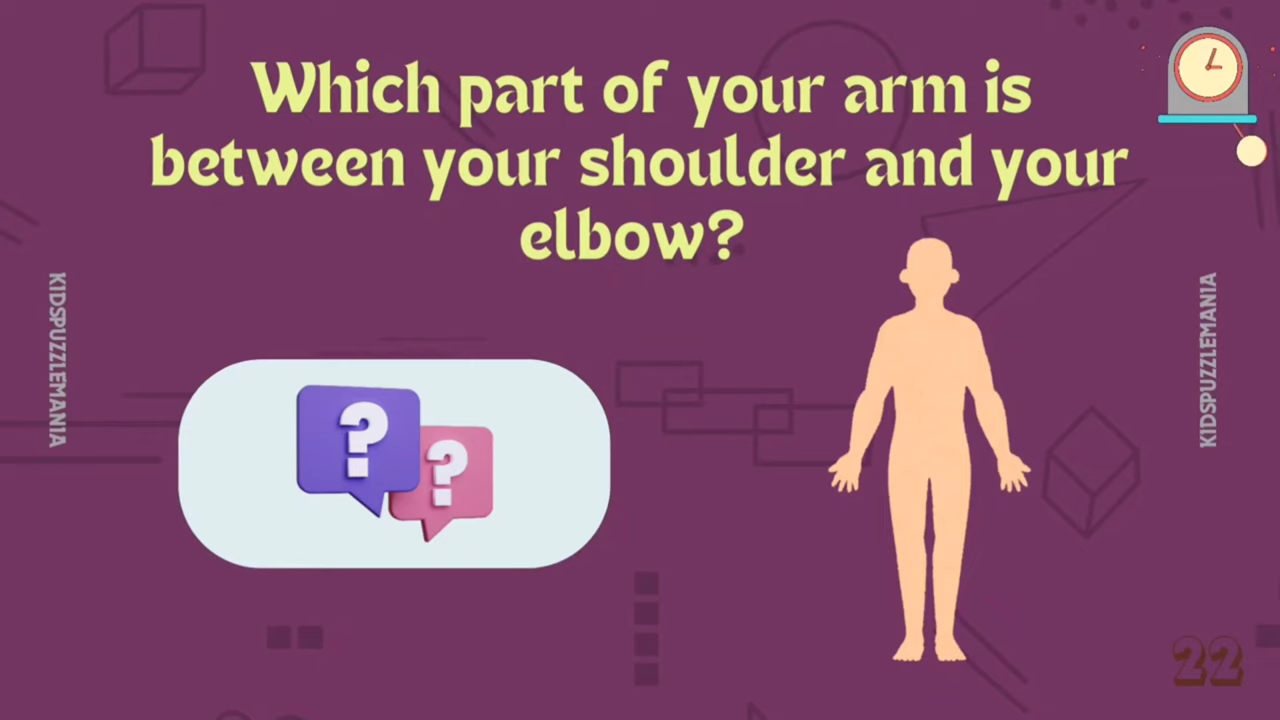 Which part of your arm is
between your shoulder and your
elbow?
KIDSPUZZLEMANIA
KIDSPUZZLEMANIA
?
?
22